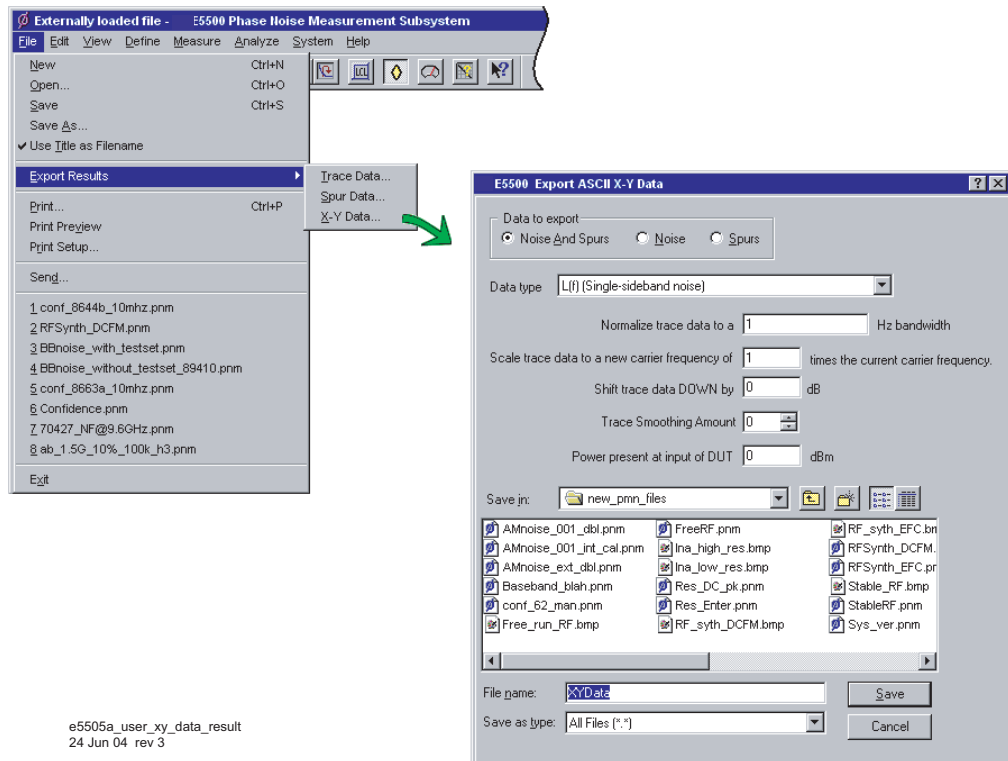 Externally loaded file - E5500 Phase Noise Measurement Subsystem
File Edit View Define Measure Analyze System Help
New Ctrl+N
Open... Ctrl+O
Save Ctrl+S
Save As...
Use Title as Filename
Export Results
Trace Data...
Spur Data...
X-Y Data...
Print... Ctrl+P
Print Preview
Print Setup...
Send...
1 conf_8644b_10mhz.pnm
2 RFSynth_DCFM.pnm
3 BBnoise_with_testset.pnm
4 BBnoise_without_testset_89410.pnm
5 conf_8663a_10mhz.pnm
6 Confidence.pnm
7 70427_NF@9.6GHz.pnm
8 ab_1.5G_10%_100k_h3.pnm
Exit
LCL
E5500 Export ASCII X-Y Data
Data to export
Noise And Spurs Noise Spurs
Data type L(f) (Single-sideband noise)
Normalize trace data to a 1 Hz bandwidth
Scale trace data to a new carrier frequency of 1 times the current carrier frequency.
Shift trace data DOWN by 0 dB
Trace Smoothing Amount 0
Power present at input of DUT 0 dBm
Save in: new_pmn_files
AMnoise_001_dbl.pnm FreeRF.pnm RF_syth_EFC.bm
AMnoise_001_int_cal.pnm lna_high_res.bmp RFSynth_DCFM.
AMnoise_ext_dbl.pnm lna_low_res.bmp RFSynth_EFC.pr
Baseband_blah.pnm Res_DC_pk.pnm Stable_RF.bmp
conf_62_man.pnm Res_Enter.pnm StableRF.pnm
Free_run_RF.bmp RF_syth_DCFM.bmp Sys_ver.pnm
File name: XYData Save
Save as type: All Files (*.*) Cancel
e5505a_user_xy_data_result
24 Jun 04 rev 3